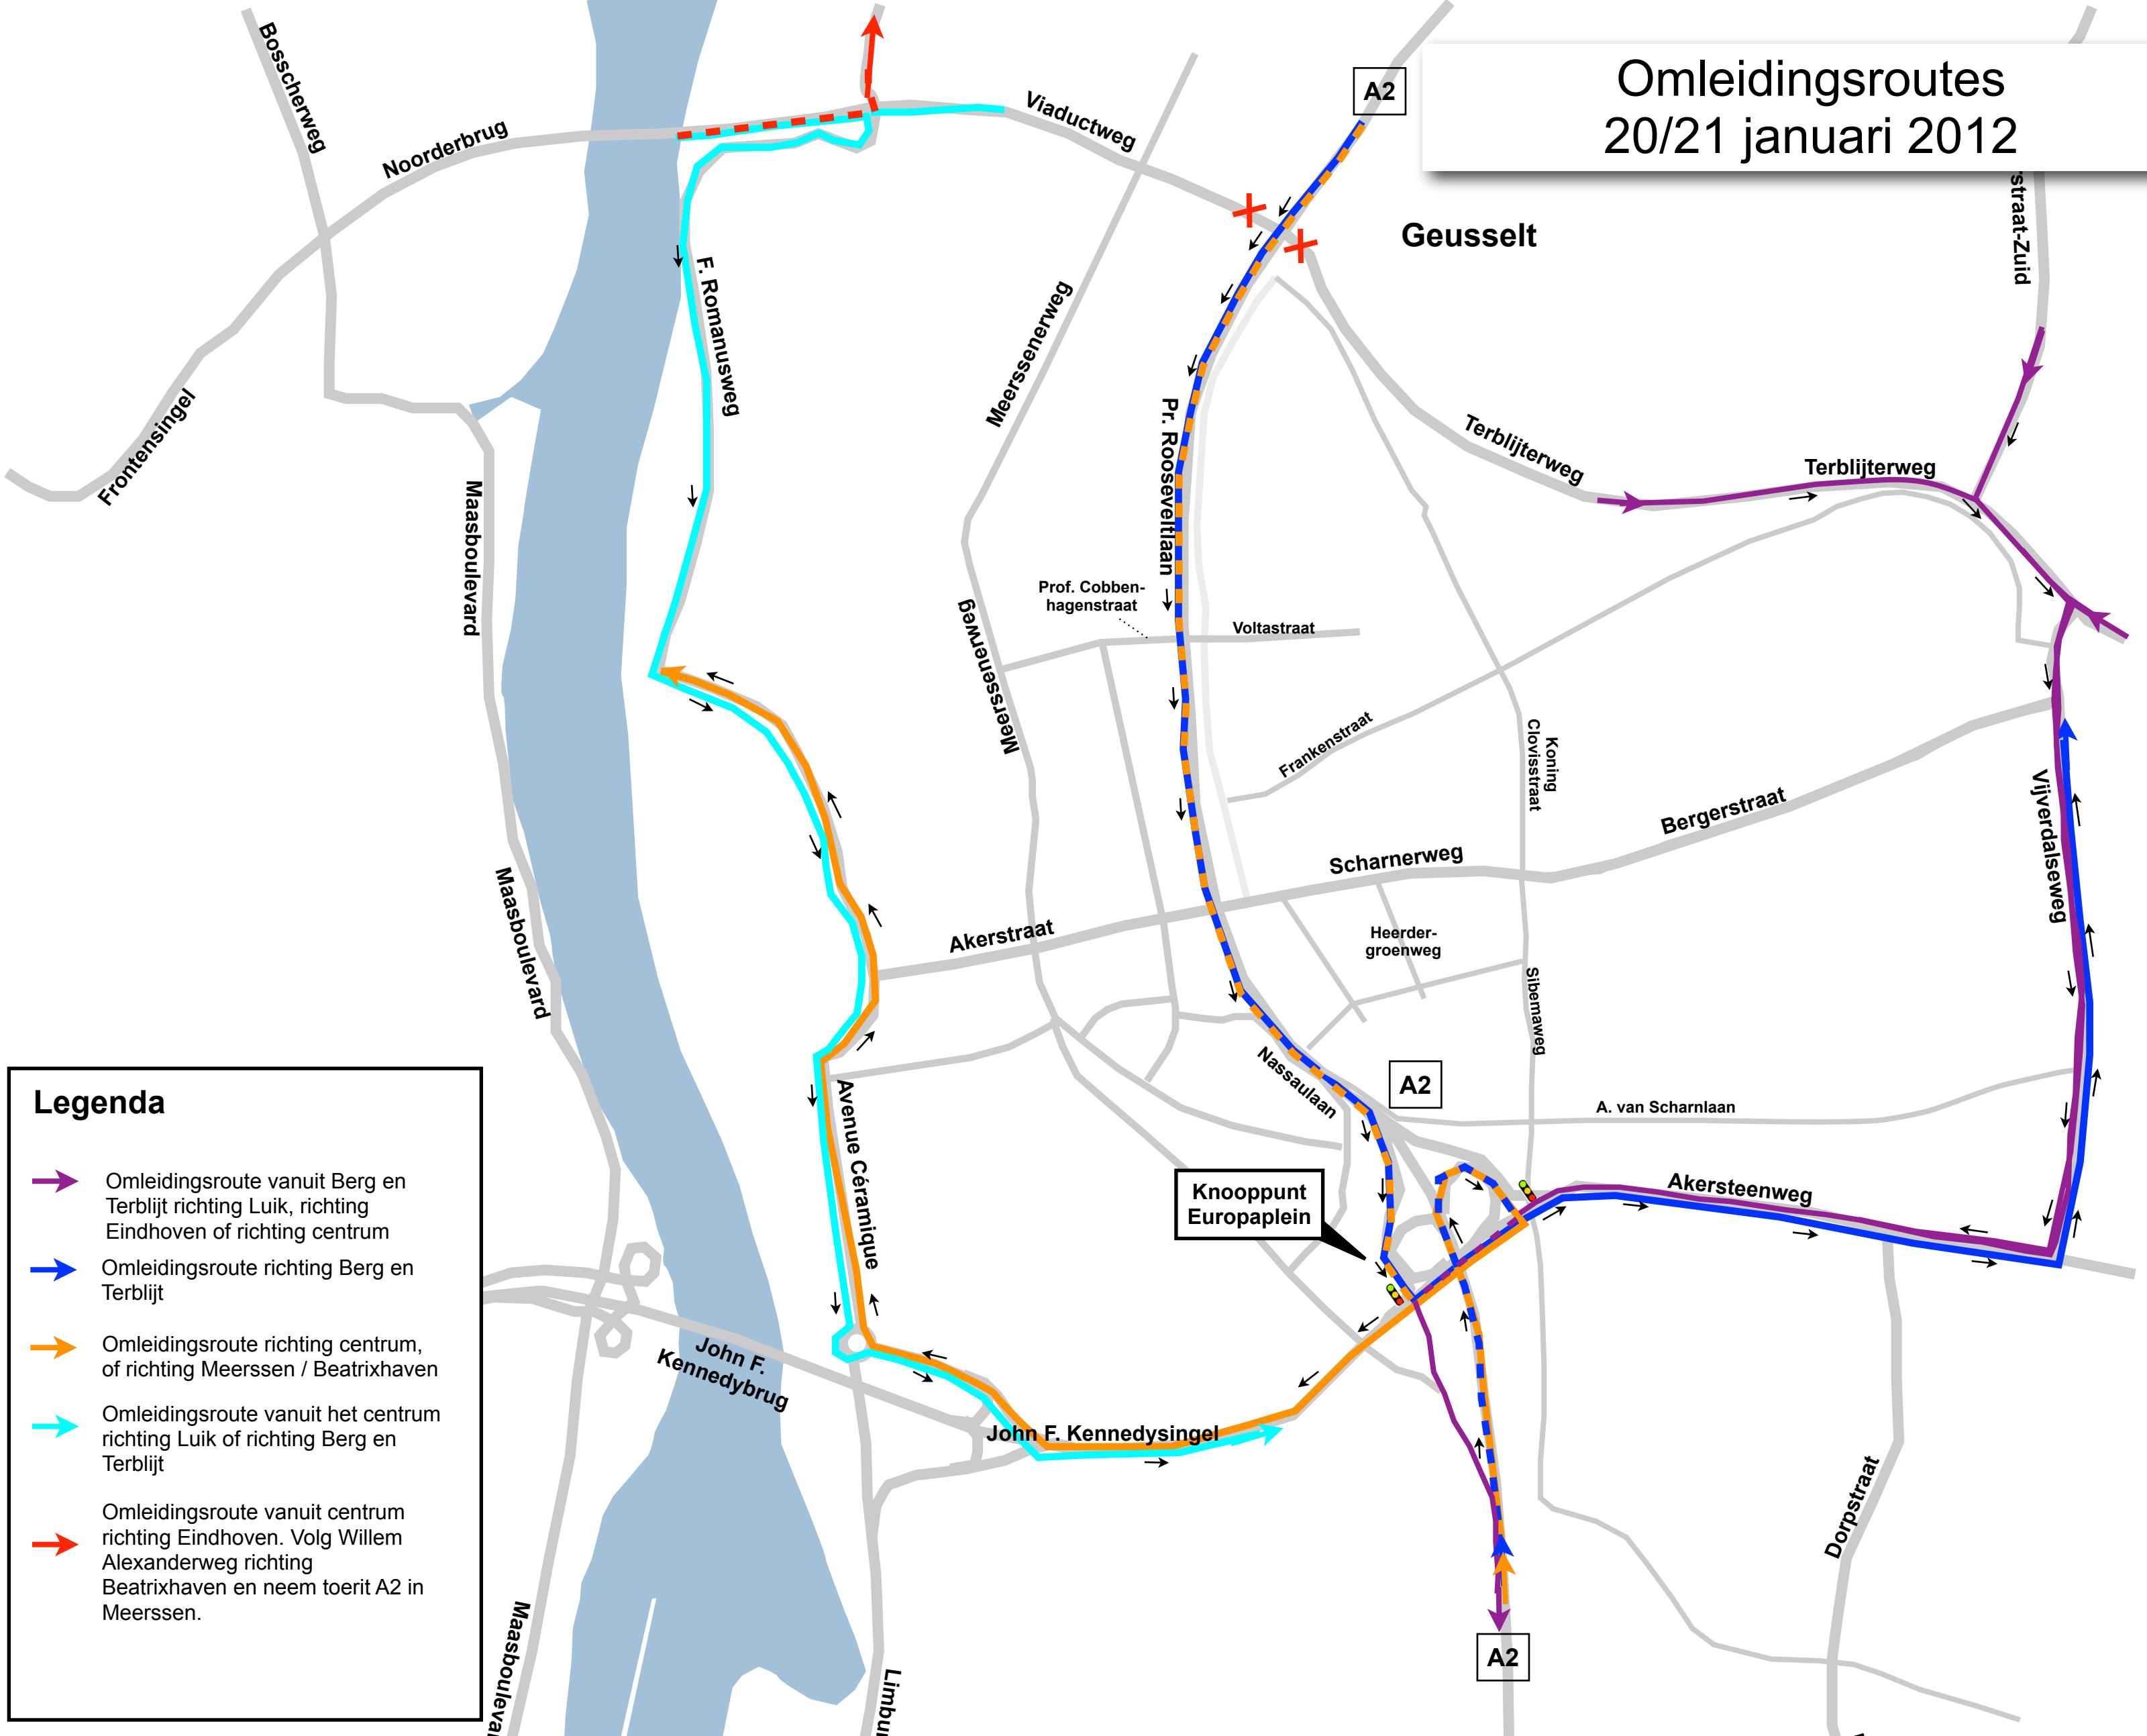 Omleidingsroutes
20/21 januari 2012
A2
Bosscherweg
Noorderbrug
Viaductweg
Geusselt
rstraat-Zuid
F. Romanusweg
Meerssenerweg
Frontensingel
Pr. Rooseveltlaan
Terblijterweg
Terblijterweg
Maasboulevard
Prof. Cobben-
hagenstraat
Voltastraat
Meerssenerweg
Frankenstraat
Koning
Clovisstraat
Bergerstraat
Vijverdalseweg
Scharnerweg
Maasboulevard
Akerstraat
Heerder-
groenweg
Sibemaweg
Nassaulaan
A2
A. van Scharnlaan
Avenue Céramique
Knooppunt
Europaplein
Akersteenweg
John F.
Kennedybrug
John F. Kennedysingel
Dorpstraat
A2
Maasboulevar
Limbur
Legenda
Omleidingsroute vanuit Berg en
Terblijt richting Luik, richting
Eindhoven of richting centrum
Omleidingsroute richting Berg en
Terblijt
Omleidingsroute richting centrum,
of richting Meerssen / Beatrixhaven
Omleidingsroute vanuit het centrum
richting Luik of richting Berg en
Terblijt
Omleidingsroute vanuit centrum
richting Eindhoven. Volg Willem
Alexanderweg richting
Beatrixhaven en neem toerit A2 in
Meerssen.